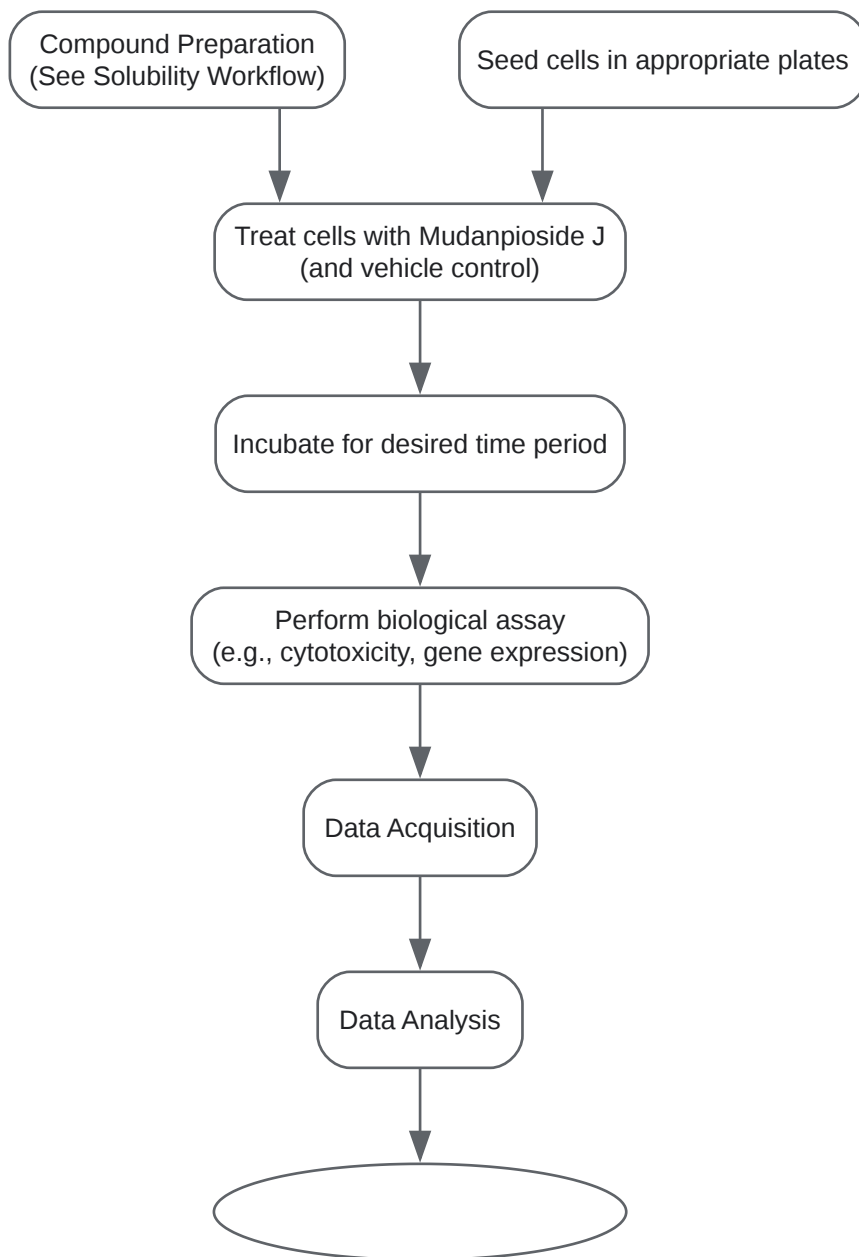 Compound Preparation
(See Solubility Workflow)
Seed cells in appropriate plates
Treat cells with Mudanpioside J
(and vehicle control)
Incubate for desired time period
Perform biological assay
(e.g., cytotoxicity, gene expression)
Data Acquisition
Data Analysis